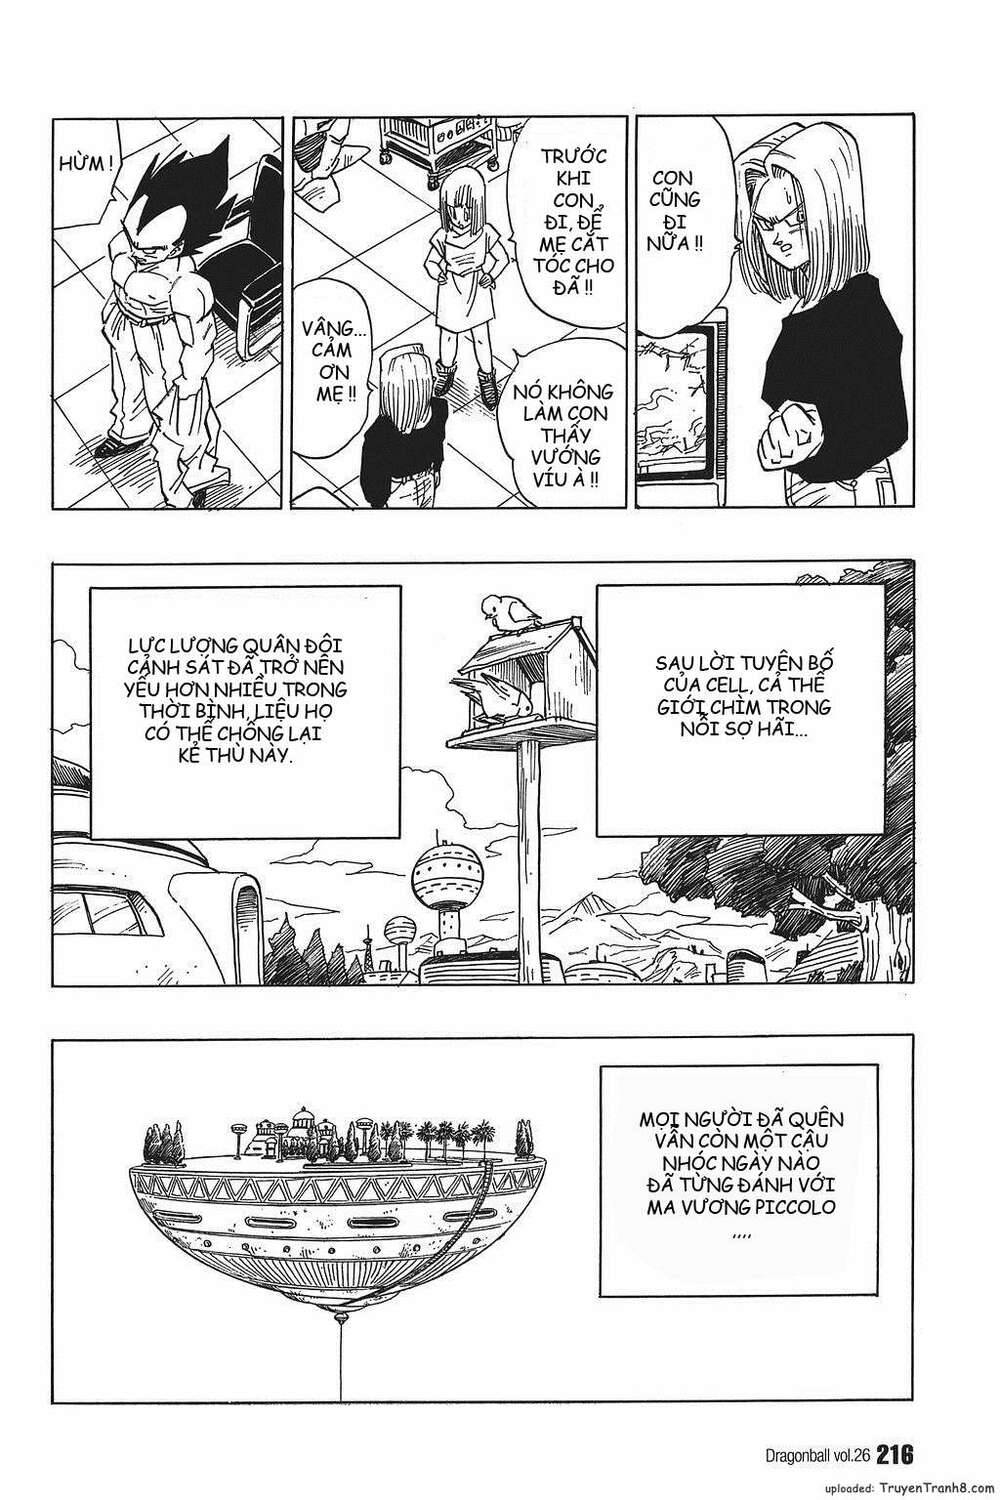 CON
CŨNG
ĐI
NỮA !!
TRƯỚC
KHI
CON
ĐI, ĐỂ
MẸ CẮT
TÓC CHO
ĐÃ !!
NÓ KHÔNG
LÀM CON
THẤY
VƯỚNG
VÍU À !!
VÂNG...
CẢM
ƠN
MẸ !!
HỪM !
SAU LỜI TUYÊN BỐ
CỦA CELL, CẢ THẾ
GIỚI CHÌM TRONG
NỖI SỢ HÃI...
LỰC LƯỢNG QUÂN ĐỘI
CẢNH SÁT ĐÃ TRỞ NÊN
YẾU HƠN NHIỀU TRONG
THỜI BÌNH, LIỆU HỌ
CÓ THỂ CHỐNG LẠI
KẺ THÙ NÀY.
MỌI NGƯỜI ĐÃ QUÊN
VẪN CÒN MỘT CẬU
NHÓC NGÀY NÀO
ĐÃ TỪNG ĐÁNH VỚI
MA VƯƠNG PICCOLO
,,,,
Dragonball vol.26 216
uploaded: TruyenTranh8.com